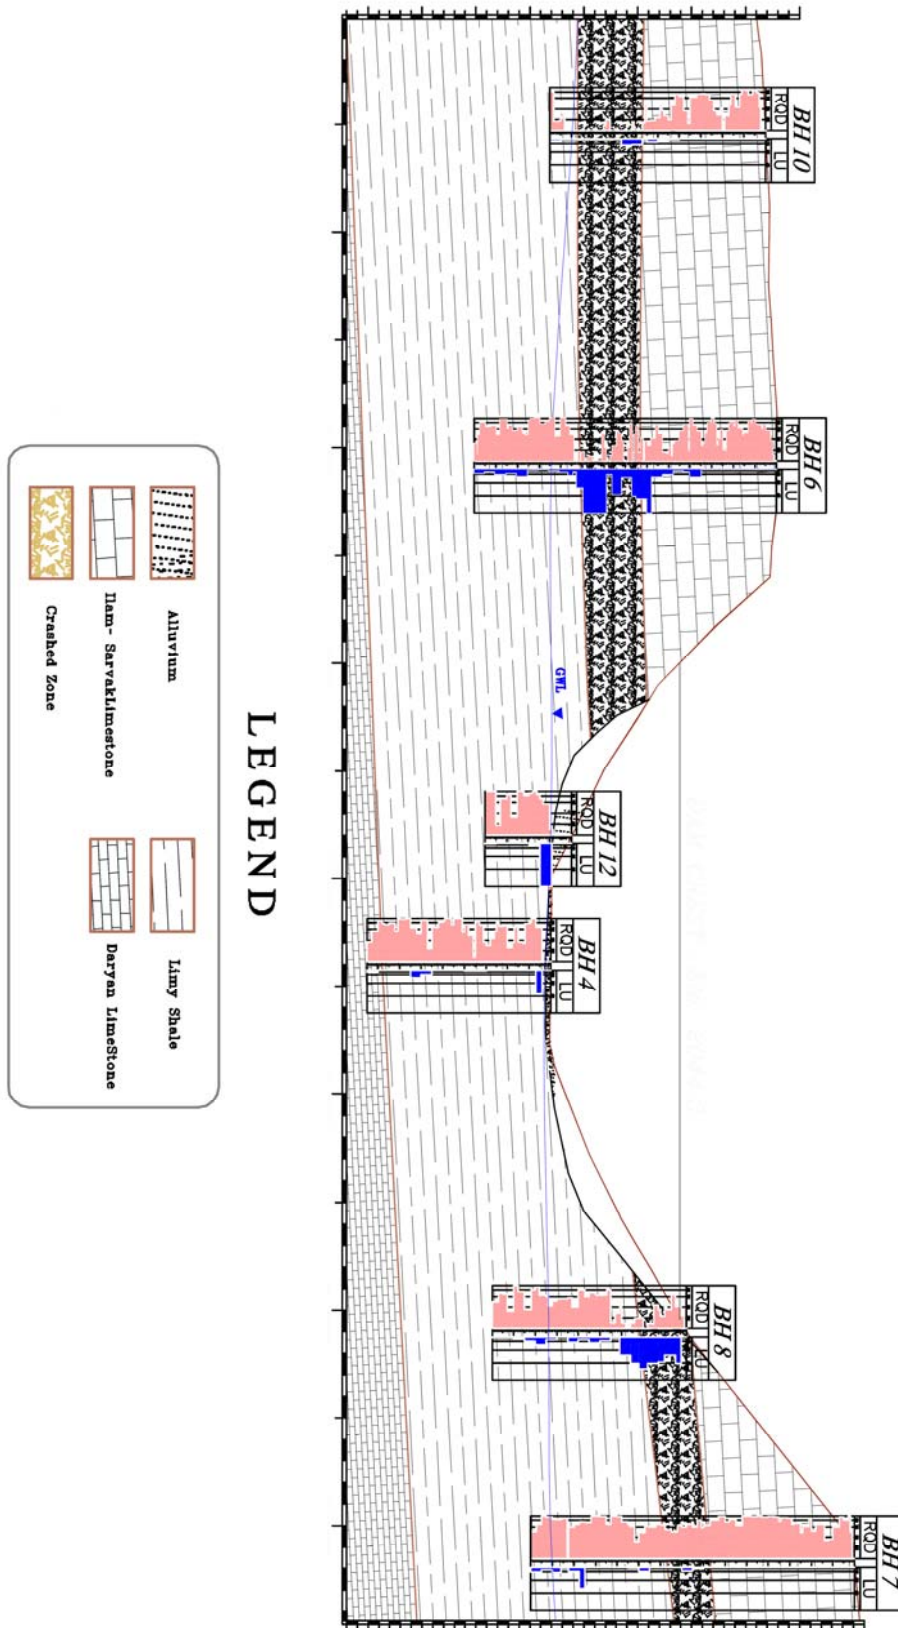 BH 10
RQD
LU
BH 6
RQD
LU
GWL
BH 12
RQD
LU
BH 4
RQD
LU
BH 8
RQD
LU
BH 7
RQD
LU
LEGEND
Alluvium
Limy Shale
Ilam- SarvakLimestone
Daryan LimeStone
Crashed Zone